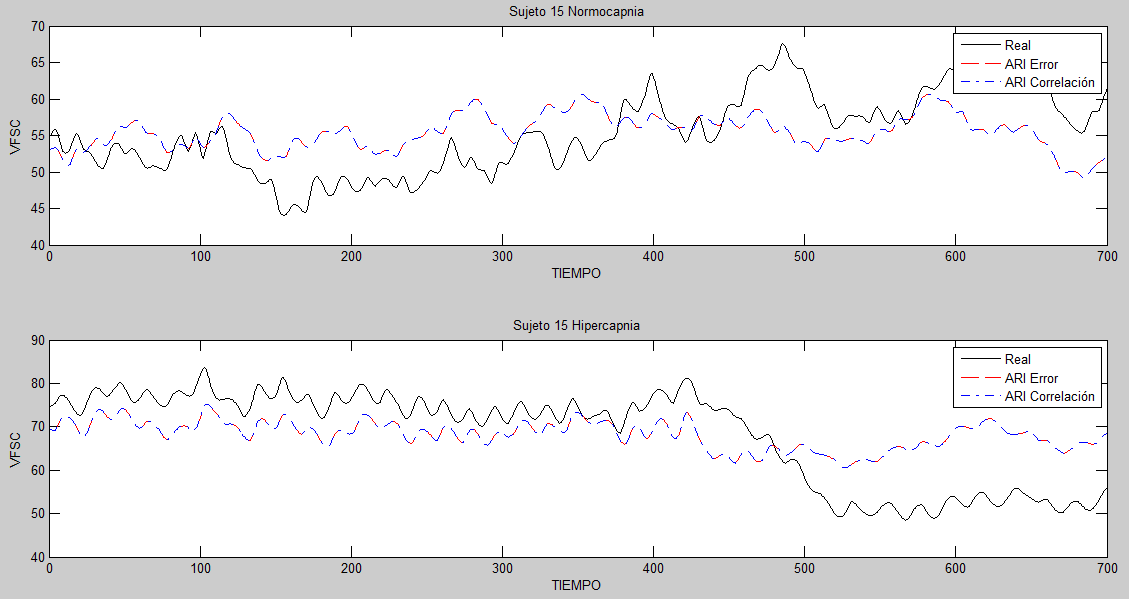 Sujeto 15 Normocapnia
70
65
60
55
50
45
40
VFSC
Real
ARI Error
ARI Correlación
0 100 200 300 400 500 600 700
TIEMPO
Sujeto 15 Hipercapnia
90
80
70
60
50
40
VFSC
Real
ARI Error
ARI Correlación
0 100 200 300 400 500 600 700
TIEMPO